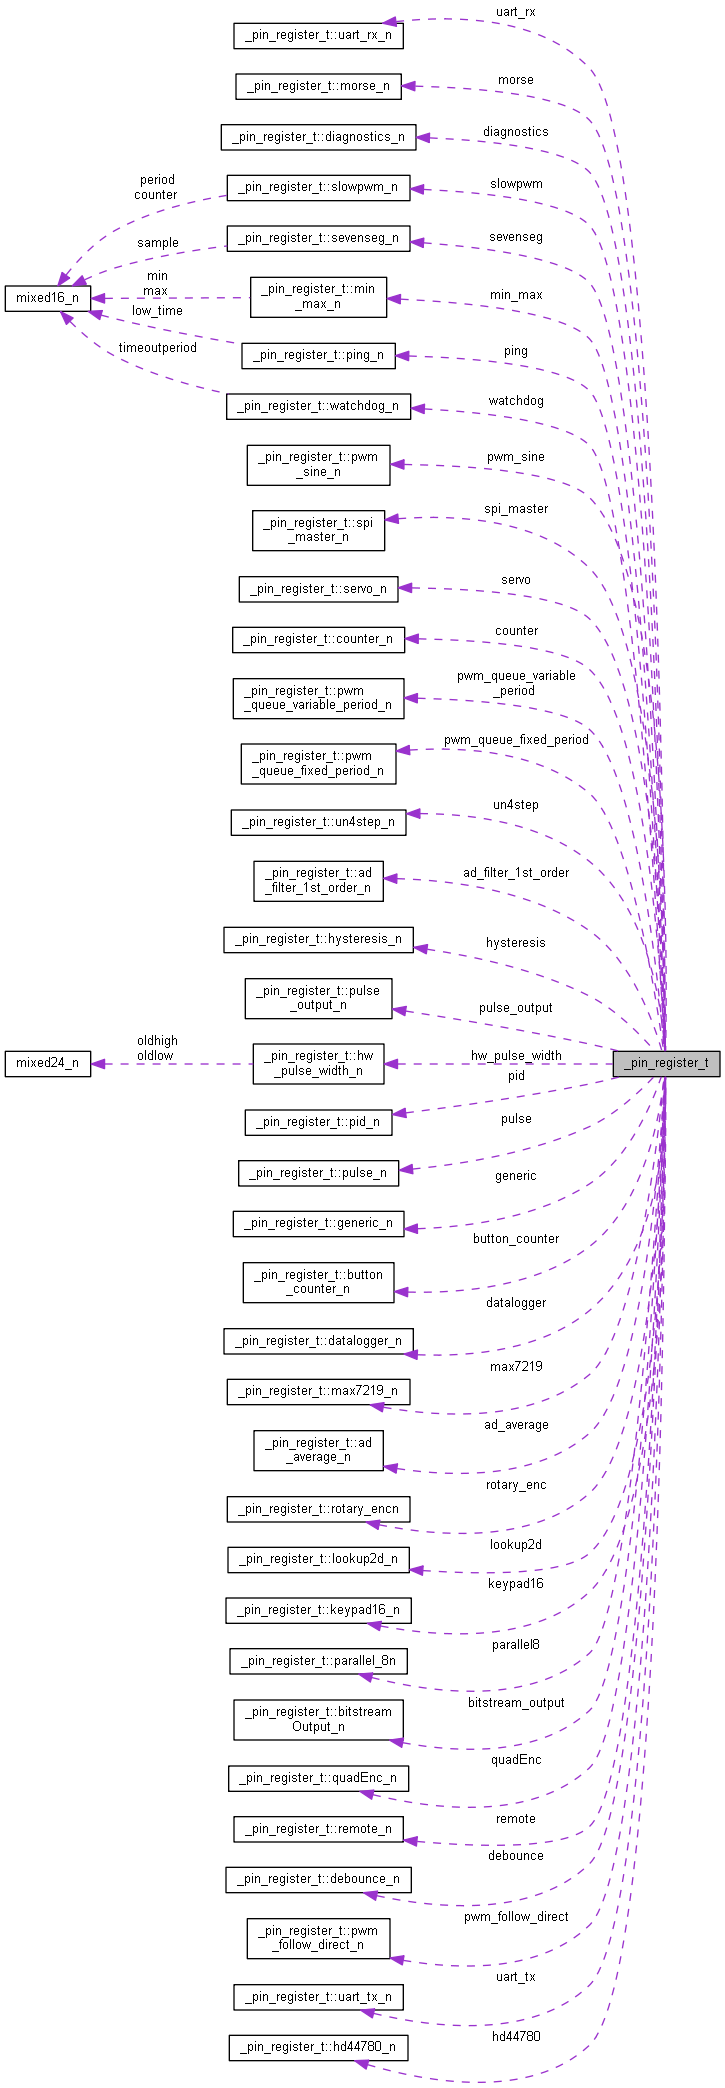 uart_rx
_pin_register_t::uart_rx_n
morse
_pin_register_t::morse_n
diagnostics
_pin_register_t::diagnostics_n
period
counter
_pin_register_t::slowpwm_n
slowpwm
sample
_pin_register_t::sevenseg_n
sevenseg
mixed16_n
min
max
_pin_register_t::min
_max_n
min_max
low_time
_pin_register_t::ping_n
ping
timeoutperiod
_pin_register_t::watchdog_n
watchdog
_pin_register_t::pwm
_sine_n
pwm_sine
_pin_register_t::spi
_master_n
spi_master
_pin_register_t::servo_n
servo
_pin_register_t::counter_n
counter
_pin_register_t::pwm
_queue_variable_period_n
pwm_queue_variable
_period
_pin_register_t::pwm
_queue_fixed_period_n
pwm_queue_fixed_period
_pin_register_t::un4step_n
un4step
_pin_register_t::ad
_filter_1st_order_n
ad_filter_1st_order
_pin_register_t::hysteresis_n
hysteresis
_pin_register_t::pulse
_output_n
pulse_output
mixed24_n
oldhigh
oldlow
_pin_register_t::hw
_pulse_width_n
hw_pulse_width
_pin_register_t
_pin_register_t::pid_n
pid
_pin_register_t::pulse_n
pulse
_pin_register_t::generic_n
generic
_pin_register_t::button
_counter_n
button_counter
_pin_register_t::datalogger_n
datalogger
_pin_register_t::max7219_n
max7219
_pin_register_t::ad
_average_n
ad_average
_pin_register_t::rotary_encn
rotary_enc
_pin_register_t::lookup2d_n
lookup2d
_pin_register_t::keypad16_n
keypad16
_pin_register_t::parallel_8n
parallel8
_pin_register_t::bitstream
Output_n
bitstream_output
_pin_register_t::quadEnc_n
quadEnc
_pin_register_t::remote_n
remote
_pin_register_t::debounce_n
debounce
_pin_register_t::pwm
_follow_direct_n
pwm_follow_direct
_pin_register_t::uart_tx_n
uart_tx
_pin_register_t::hd44780_n
hd44780